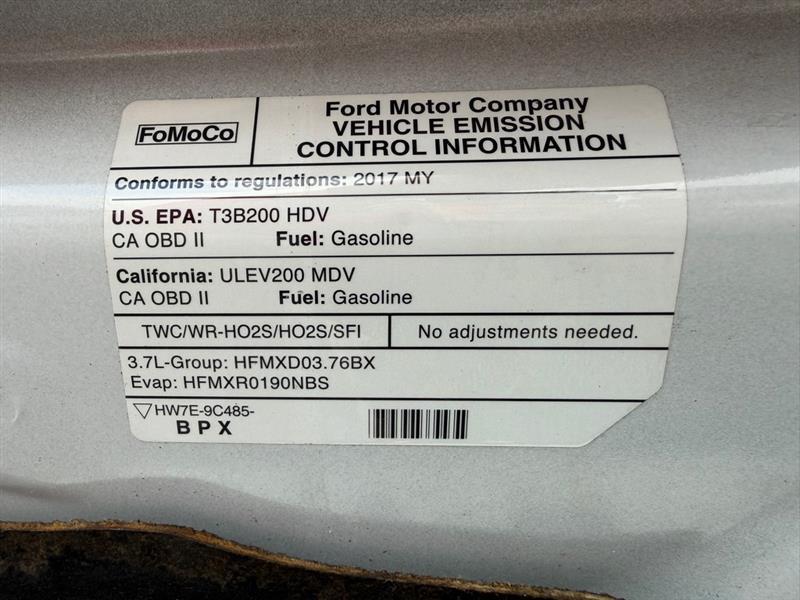 FoMoCo
Ford Motor Company
VEHICLE EMISSION
CONTROL INFORMATION
Conforms to regulations: 2017 MY
U.S. EPA: T3B200 HDV
CA OBD II Fuel: Gasoline
California: ULEV200 MDV
CA OBD II Fuel: Gasoline
TWC/WR-HO2S/HO2S/SFI No adjustments needed.
3.7L-Group: HFMXD03.76BX
Evap: HFMXR0190NBS
HW7E-9C485-
BPX